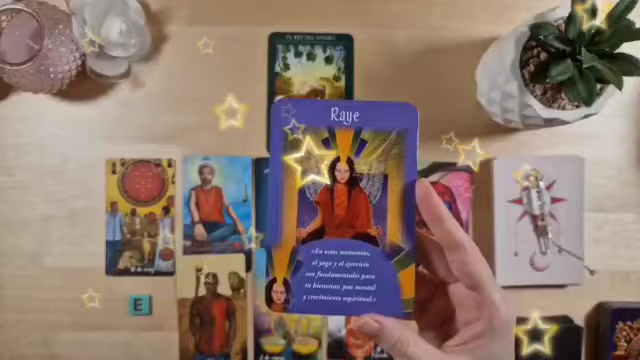 Raye
«En estos momentos,
el yoga y el ejercicio
son fundamentales para
tu bienestar, paz mental
y crecimiento espiritual.»
E